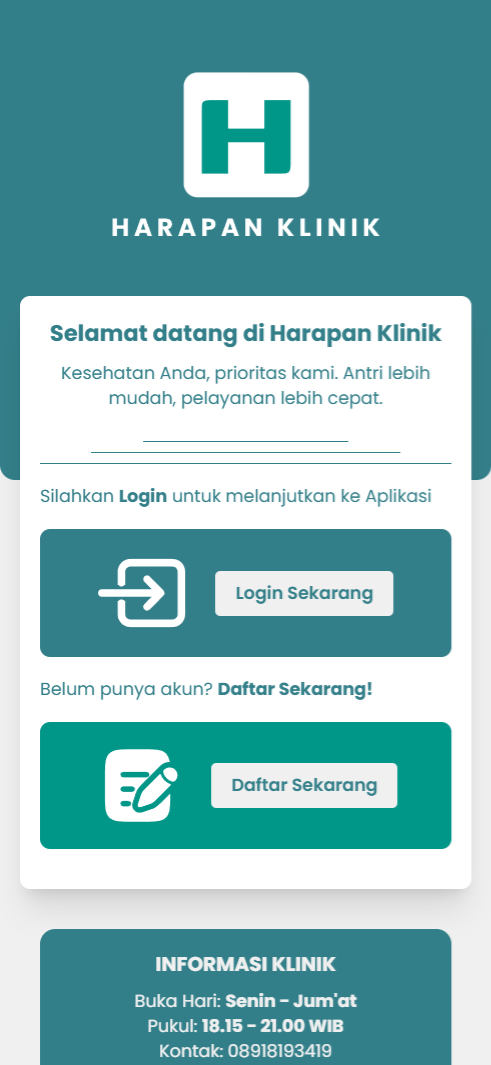 H
HARAPAN KLINIK
Selamat datang di Harapan Klinik
Kesehatan Anda, prioritas kami. Antri lebih
mudah, pelayanan lebih cepat.
Silahkan Login untuk melanjutkan ke Aplikasi
Login Sekarang
Belum punya akun? Daftar Sekarang!
Daftar Sekarang
INFORMASI KLINIK
Buka Hari: Senin - Jum'at
Pukul: 18.15 - 21.00 WIB
Kontak: 08918193419